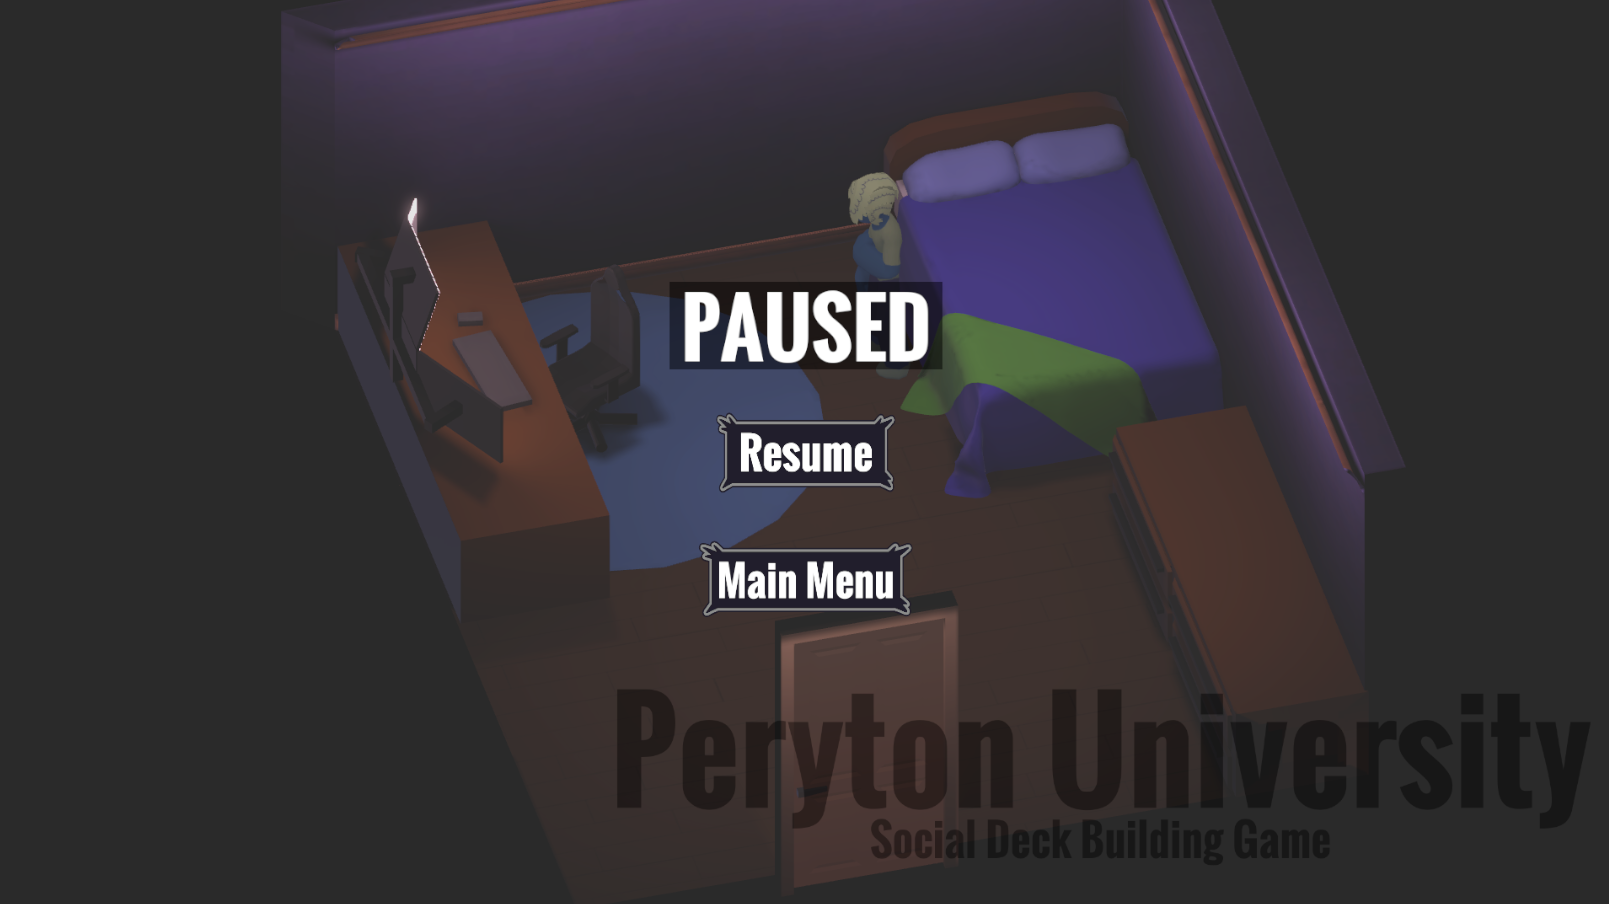 PAUSED
Resume
Main Menu
Peryton University
Social Deck Building Game